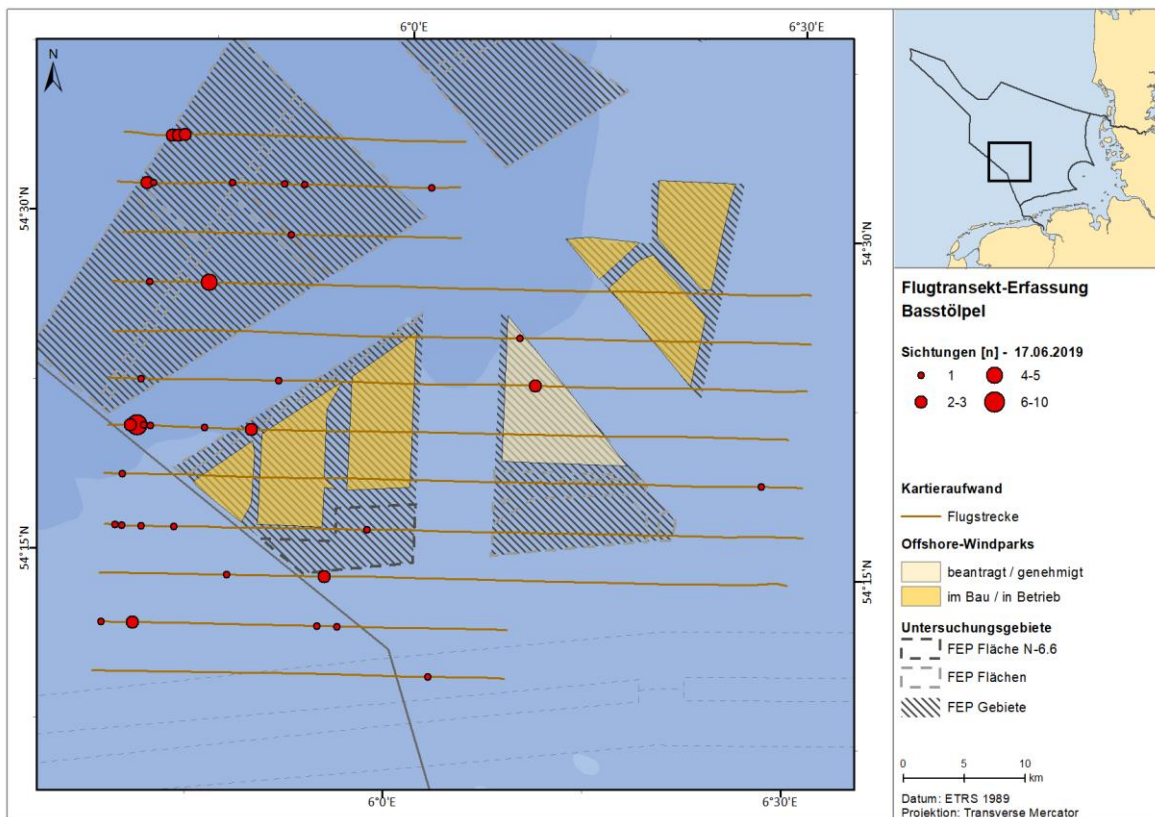 6°0'E
6°30'E
N
54°30'N
54°30'N
54°15'N
54°15'N
6°0'E
6°30'E
Flugtransekt-Erfassung
Basstölpel
Sichtungen [n] - 17.06.2019
1
4-5
2-3
6-10
Kartieraufwand
Flugstrecke
Offshore-Windparks
beantragt / genehmigt
im Bau / in Betrieb
Untersuchungsgebiete
FEP Fläche N-6.6
FEP Flächen
FEP Gebiete
0 5 10
km
Datum: ETRS 1989
Projektion: Transverse Mercator